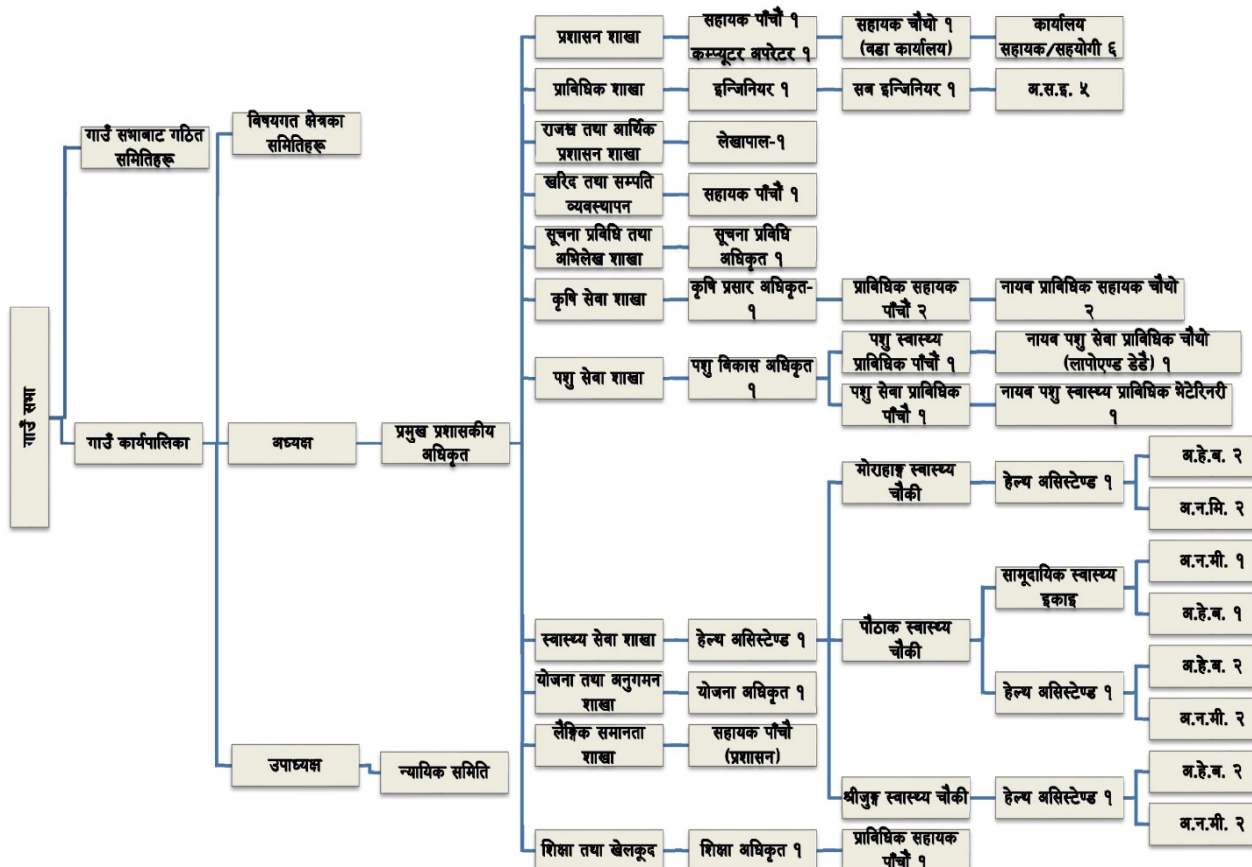 गाउँ सभा
गाउँ सभाबाट गठित
समितिहरू
गाउँ कार्यपालिका
बिषयगत क्षेत्रका
समितिहरू
अध्यक्ष
प्रमुख प्रशासकीय
अधिकृत
उपाध्यक्ष
न्यायिक समिति
प्रशासन शाखा
सहायक पाँचौं १
कम्प्यूटर अपरेटर १
सहायक चौथो १
(वडा कार्यालय)
कार्यालय
सहायक/सहयोगी ६
प्राबिधिक शाखा
इन्जिनियर १
सब इन्जिनियर १
अ.स.इ. ५
राजश्व तथा आर्थिक
प्रशासन शाखा
लेखापाल-१
खरिद तथा सम्पति
व्यवस्थापन
सहायक पाँचौं १
सूचना प्रबिधि तथा
अभिलेख शाखा
सूचना प्रबिधि
अधिकृत १
कृषि सेवा शाखा
कृषि प्रसार अधिकृत-
१
प्राबिधिक सहायक
पाँचौं २
नायब प्राबिधिक सहायक चौथो
२
पशु सेवा शाखा
पशु बिकास अधिकृत
१
पशु स्वास्थ्य
प्राबिधिक पाँचौं १
नायब पशु सेवा प्राबिधिक चौथो
(लापोएण्ड डेडै) १
पशु सेवा प्राबिधिक
पाँचौ १
नायब पशु स्वास्थ्य प्राबिधिक भेटेरिनरी
१
स्वास्थ्य सेवा शाखा
हेल्थ असिस्टेण्ड १
मोराहाङ्ग स्वास्थ्य
चौकी
हेल्थ असिस्टेण्ड १
अ.हे.ब. २
अ.न.मि. २
पौठाक स्वास्थ्य
चौकी
सामूदायिक स्वास्थ्य
इकाइ
अ.न.मी. १
अ.हे.ब. १
हेल्थ असिस्टेण्ड १
अ.हे.ब. २
अ.न.मी. २
श्रीजुङ्ग स्वास्थ्य चौकी
हेल्थ असिस्टेण्ड १
अ.हे.ब. २
अ.न.मी. २
योजना तथा अनुगमन
शाखा
योजना अधिकृत १
लैङ्गिक समानता
शाखा
सहायक पाँचौ
(प्रशासन)
शिक्षा तथा खेलकूद
शिक्षा अधिकृत १
प्राबिधिक सहायक
पाँचौं १